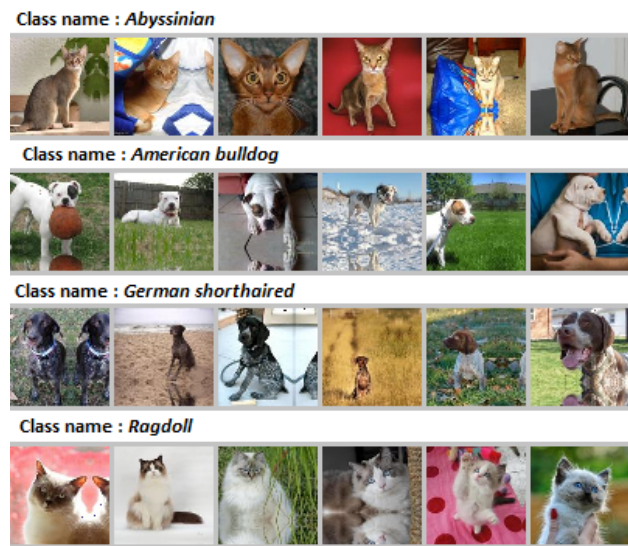 Class name : Abyssinian
Class name : American bulldog
Class name : German shorthaired
Class name : Ragdoll